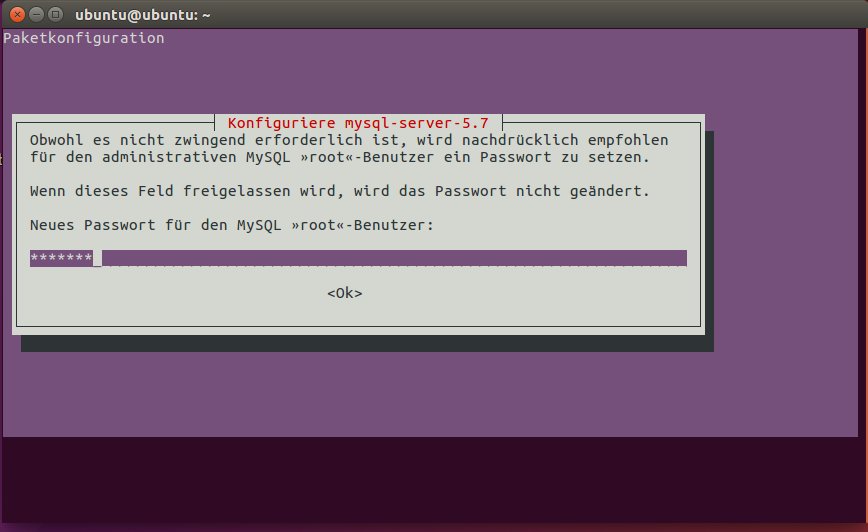 ubuntu@ubuntu: ~
Paketkonfiguration
Konfiguriere mysql-server-5.7
Obwohl es nicht zwingend erforderlich ist, wird nachdrücklich empfohlen
für den administrativen MySQL »root«-Benutzer ein Passwort zu setzen.
Wenn dieses Feld freigelassen wird, wird das Passwort nicht geändert.
Neues Passwort für den MySQL »root«-Benutzer:
*******
<Ok>